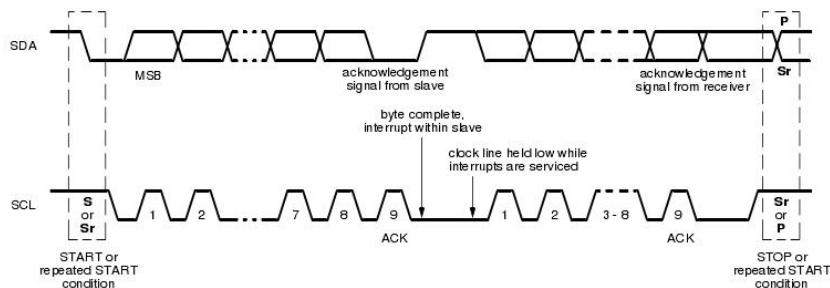 P
SDA
MSB
acknowledgement
signal from slave
acknowledgement
signal from receiver
Sr
byte complete,
interrupt within slave
clock line held low while
interrupts are serviced
SCL
S
or
Sr
1
2
7
8
9
1
2
3 - 8
9
Sr
or
P
ACK
ACK
START or
repeated START
condition
STOP or
repeated START
condition